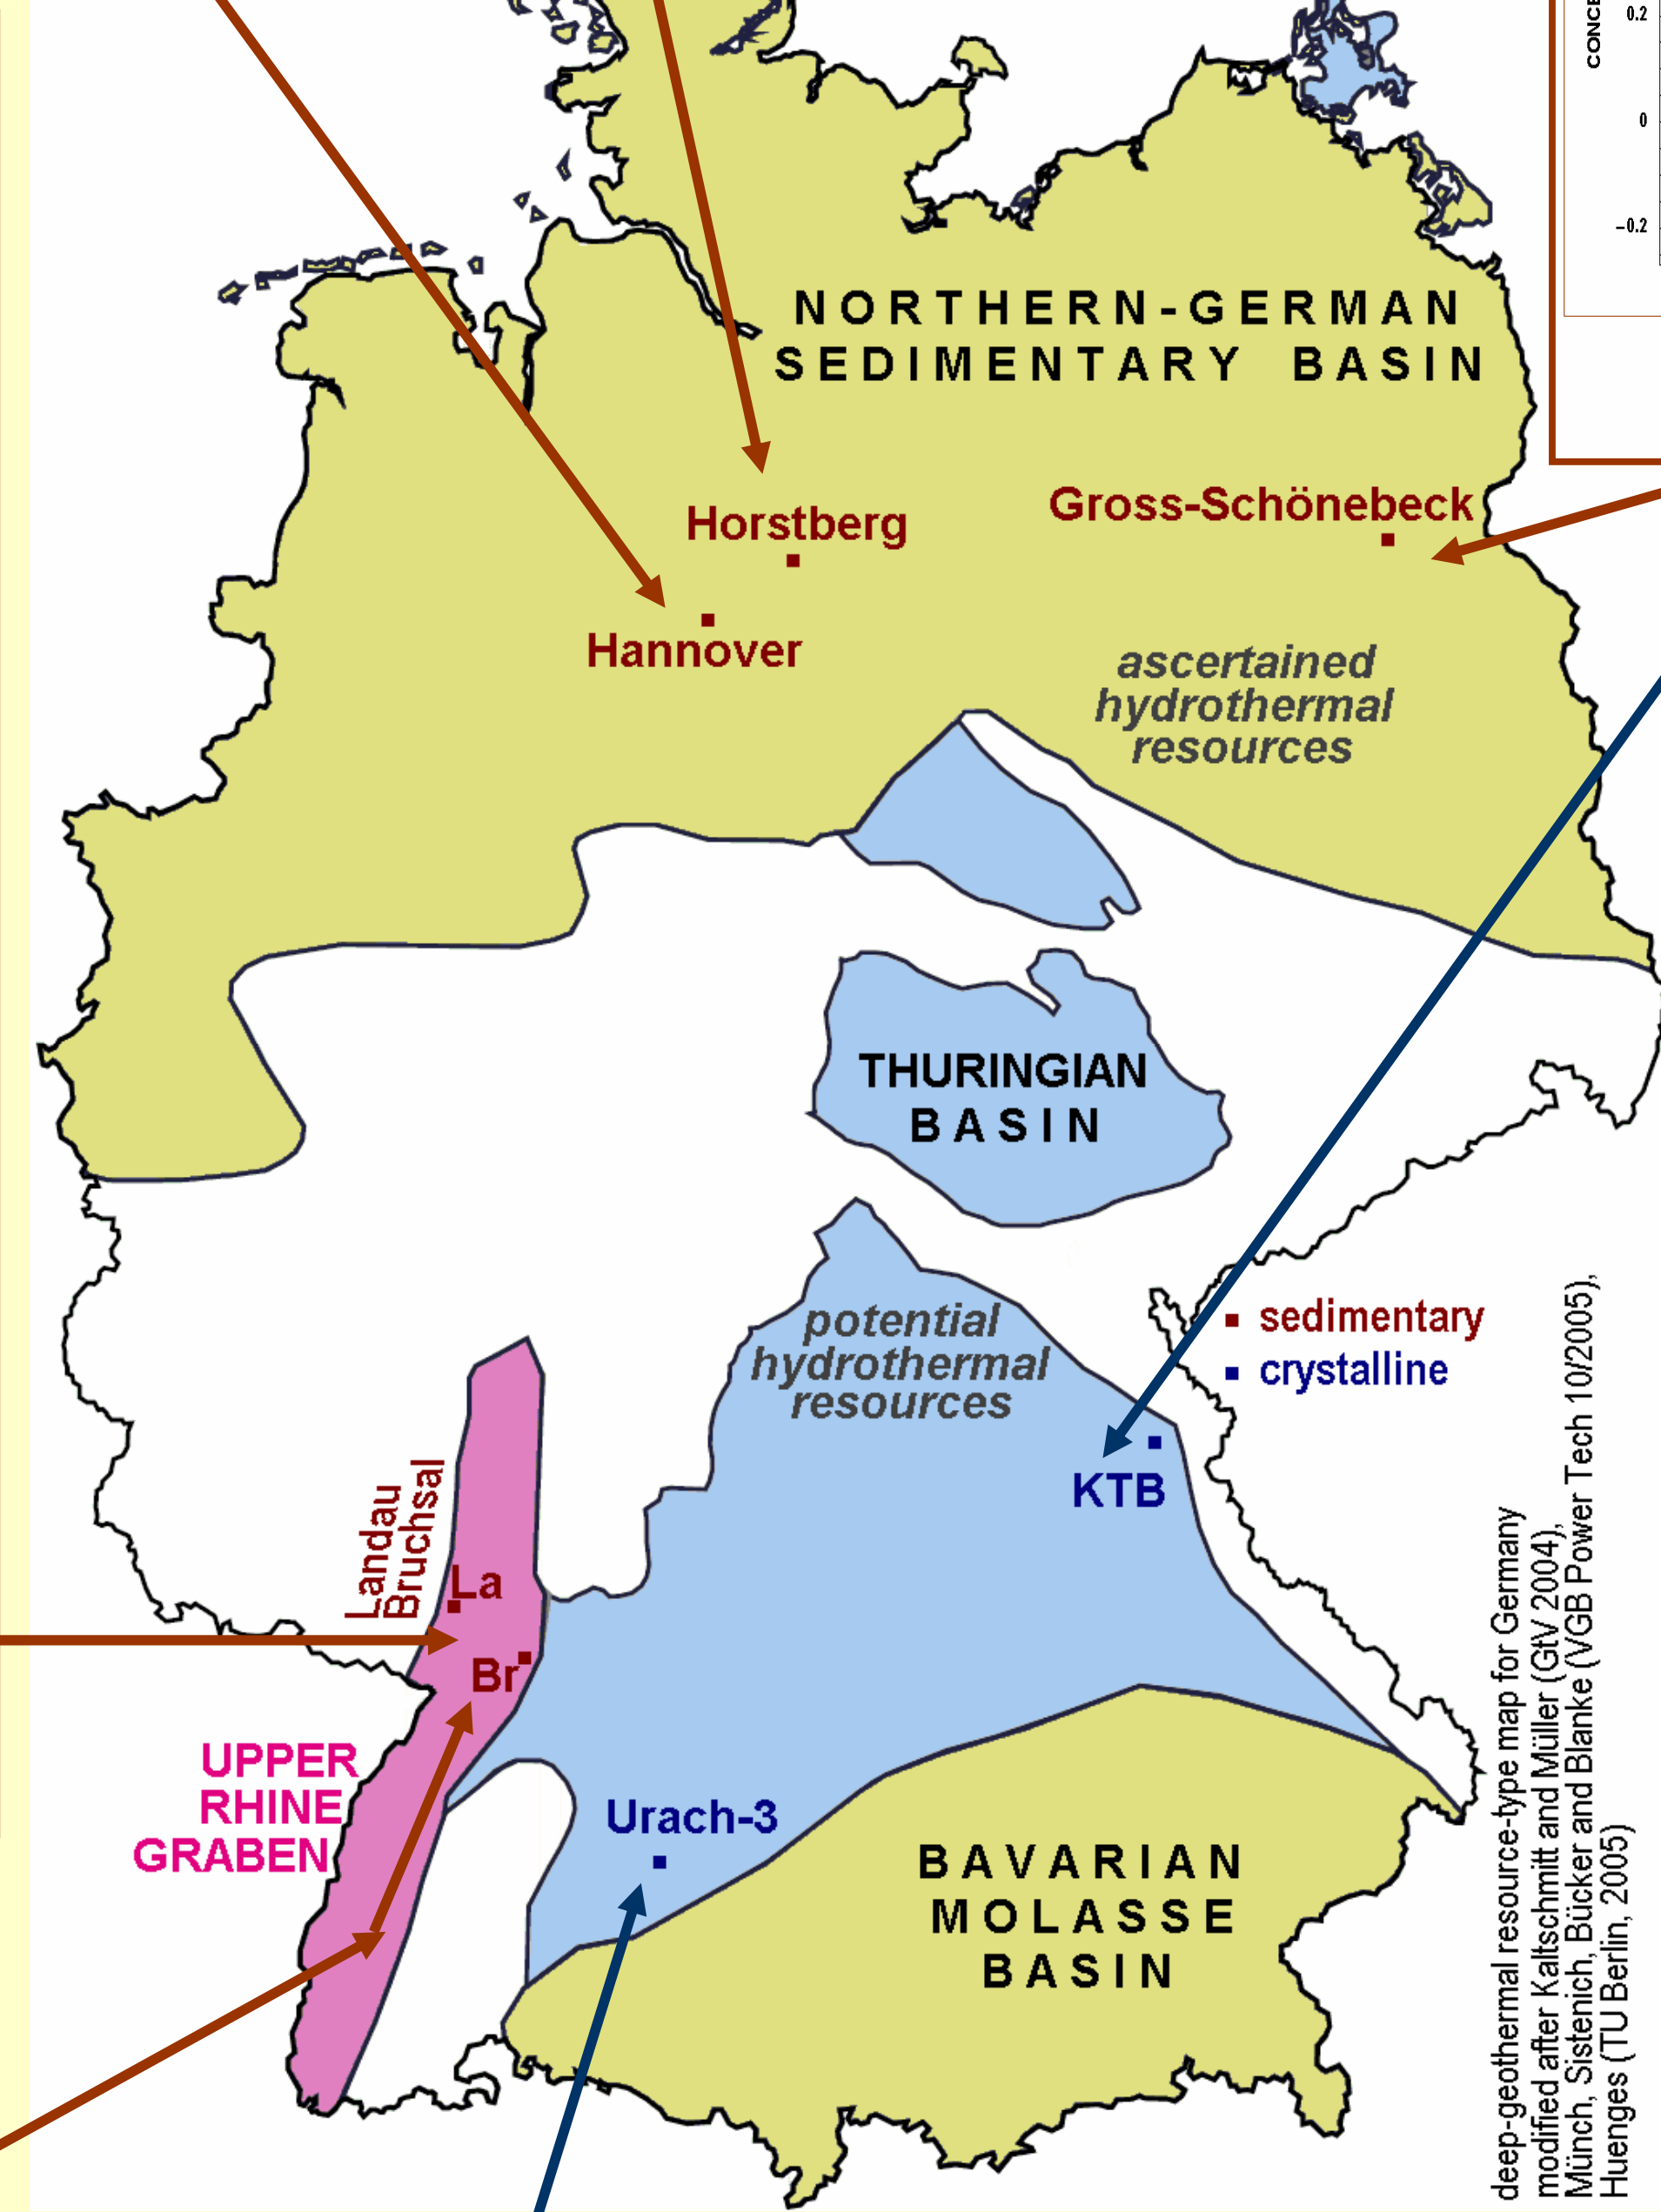 CONCE
0.2
0
−0.2
NORTHERN-GERMAN
SEDIMENTARY BASIN
Horstberg
Gross-Schönebeck
Hannover
ascertained
hydrothermal
resources
THURINGIAN
BASIN
potential
hydrothermal
resources
sedimentary
crystalline
KTB
Landau
Bruchsal
La
Br
UPPER
RHINE
GRABEN
Urach-3
BAVARIAN
MOLASSE
BASIN
deep-geothermal resource-type map for Germany
modified after Kaltschmitt and Müller (GtV 2004),
Münch, Sistenich, Bücker and Blanke (VGB Power Tech 10/2005),
Huenges (TU Berlin, 2005)